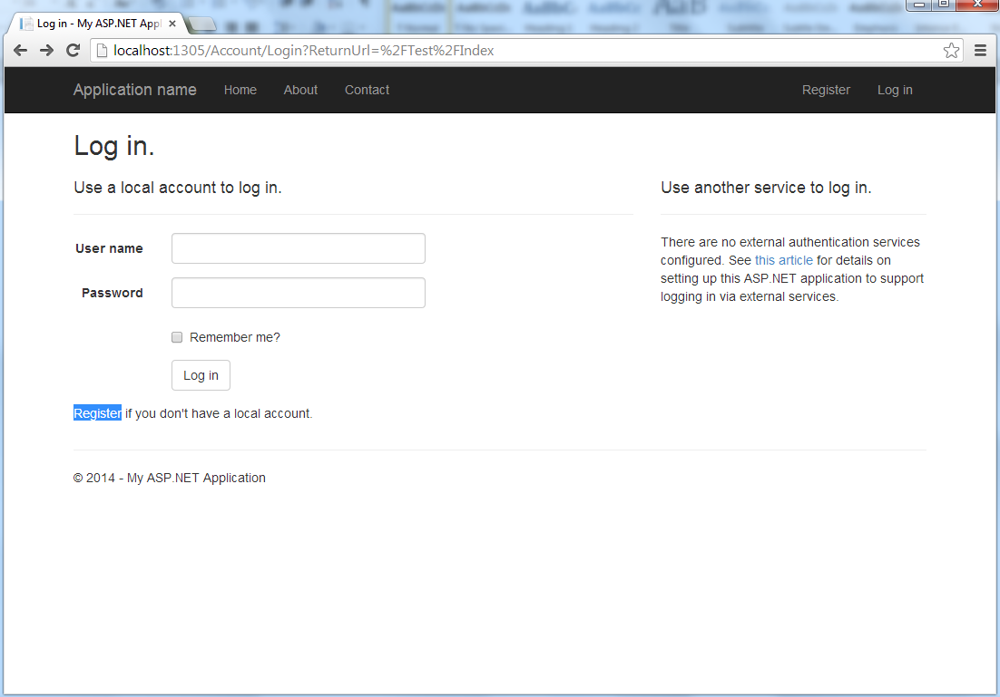 Log in - My ASP.NET Appl
localhost:1305/Account/Login?ReturnUrl=%2FTest%2FIndex
Application name Home About Contact Register Log in
Log in.
Use a local account to log in.
User name
Password
Remember me?
Log in
Register if you don't have a local account.
Use another service to log in.
There are no external authentication services
configured. See this article for details on
setting up this ASP.NET application to support
logging in via external services.
© 2014 - My ASP.NET Application